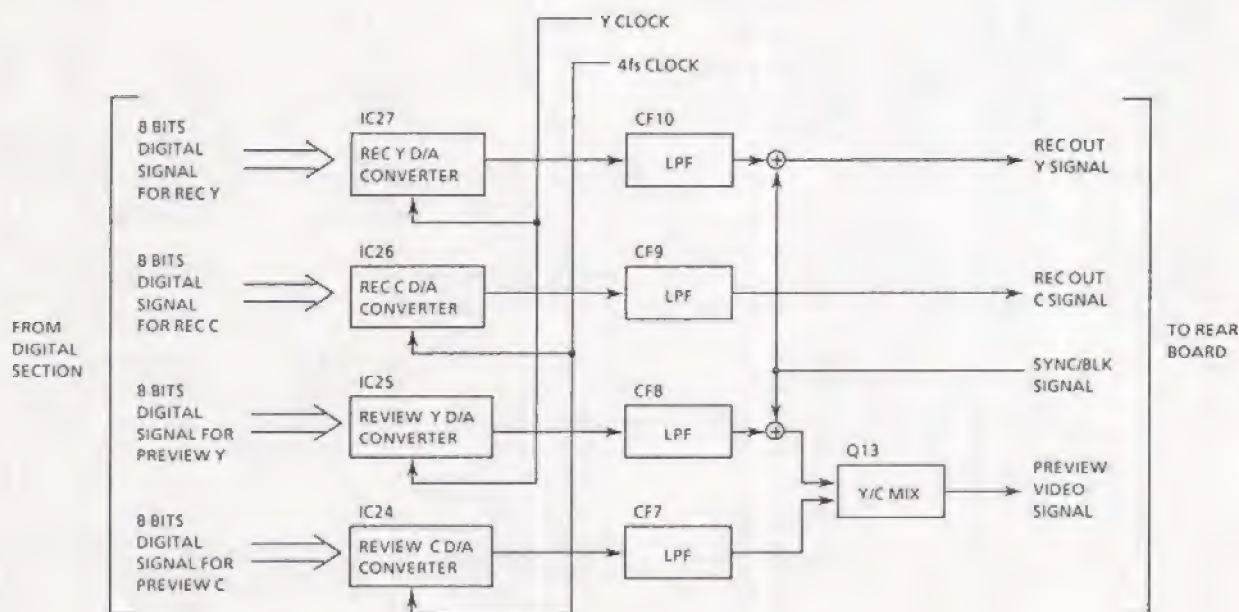 Y CLOCK
4fs CLOCK
8 BITS
DIGITAL
SIGNAL
FOR REC Y
IC27
REC Y D/A
CONVERTER
CF10
LPF
REC OUT
Y SIGNAL
8 BITS
DIGITAL
SIGNAL
FOR REC C
IC26
REC C D/A
CONVERTER
CF9
LPF
REC OUT
C SIGNAL
FROM
DIGITAL
SECTION
TO REAR
BOARD
SYNC/BLK
SIGNAL
8 BITS
DIGITAL
SIGNAL FOR
PREVIEW Y
IC25
REVIEW Y D/A
CONVERTER
CF8
LPF
Q13
Y/C MIX
PREVIEW
VIDEO
SIGNAL
8 BITS
DIGITAL
SIGNAL FOR
PREVIEW C
IC24
REVIEW C D/A
CONVERTER
CF7
LPF